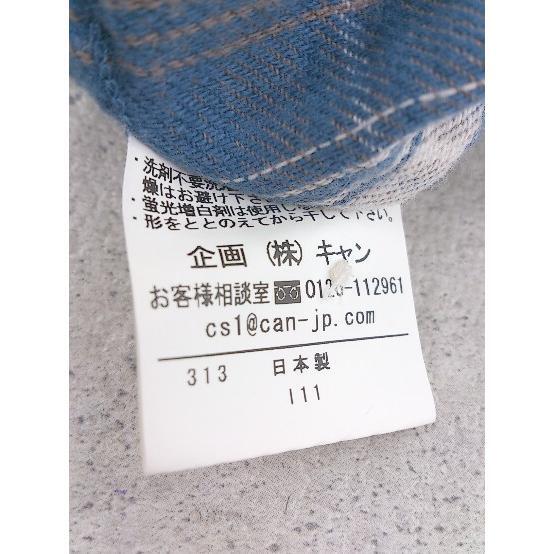 ・洗剤不要洗
燥はお避け下さ
・蛍光増白剤は使用しな
・形をととのえてから干して下さい。
企画 (株) キャン
お客様相談室 0120-112961
cs1@can-jp.com
313 日本製
111